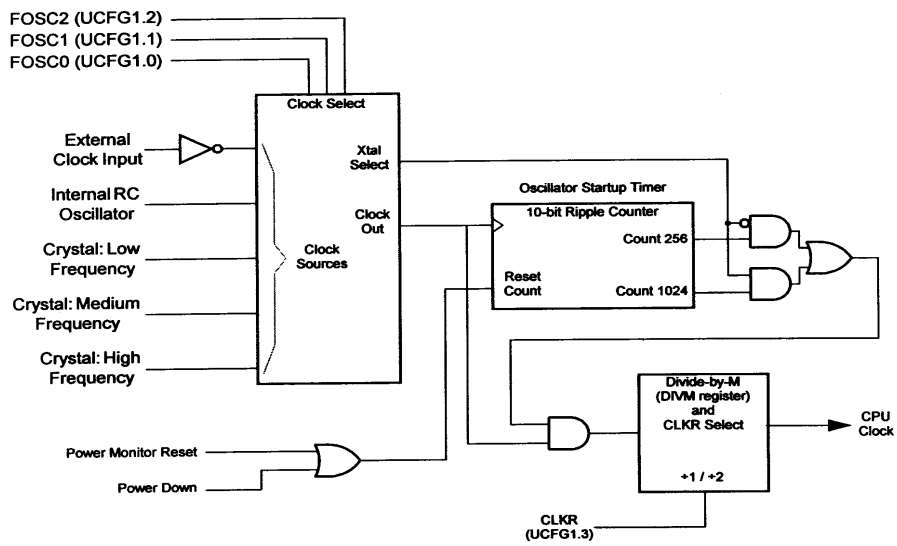 FOSC2 (UCFG1.2)
FOSC1 (UCFG1.1)
FOSC0 (UCFG1.0)
Clock Select
External
Clock Input
Xtal
Select
Internal RC
Oscillator
Clock
Out
Clock
Sources
Crystal: Low
Frequency
Crystal: Medium
Frequency
Crystal: High
Frequency
Oscillator Startup Timer
10-bit Ripple Counter
Count 256
Reset
Count
Count 1024
Power Monitor Reset
Power Down
Divide-by-M
(DIVM register)
and
CLKR Select
÷1 / ÷2
CPU
Clock
CLKR
(UCFG1.3)